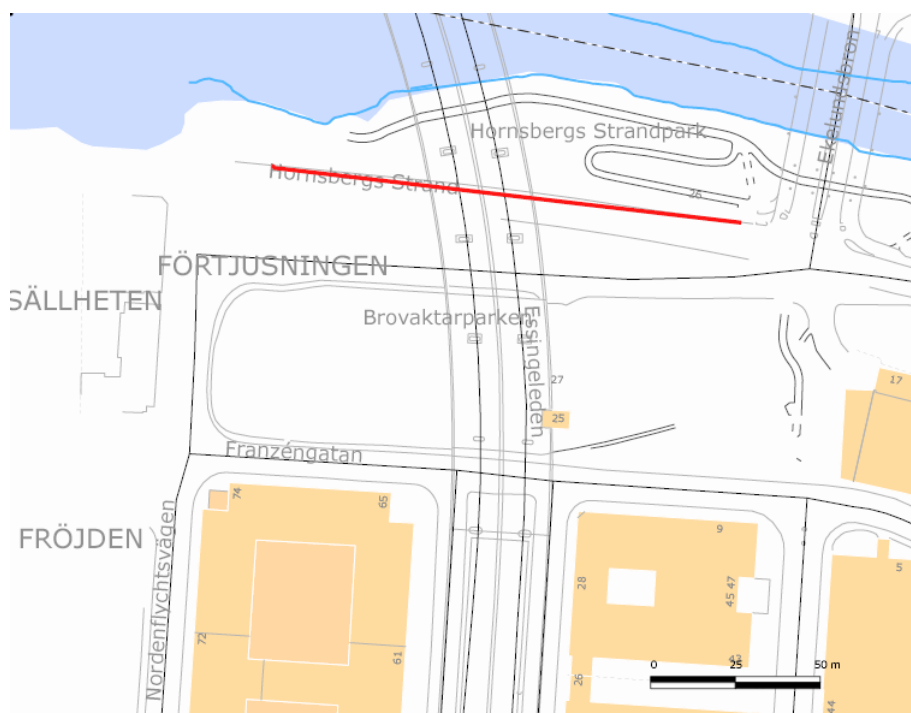 Ekelundsbron
Hornsbergs Strandpark
Hornsbergs Strand
26
FÖRTJUSNINGEN
SÄLLHETEN
Brovaktarparken
Essingeleden
27
17
25
Franzéngatan
74
65
Nordenflychtsvägen
FRÖJDEN
9
28
45 47
5
72
61
43
26
0 25 50 m
44